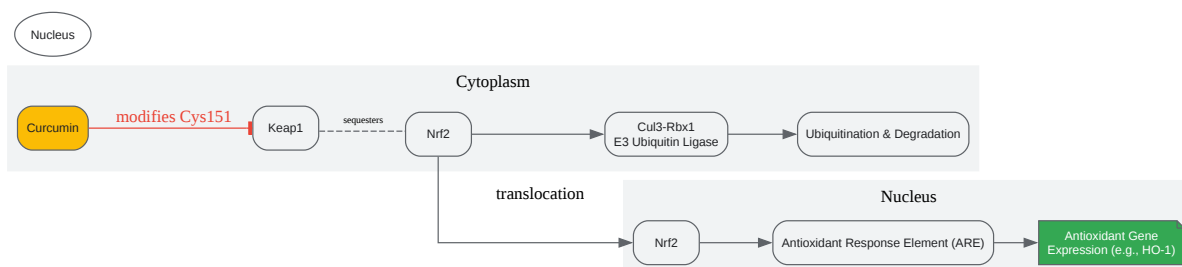 Nucleus
Cytoplasm
Curcumin
modifies Cys151
Keap1
sequesters
Nrf2
Cul3-Rbx1
E3 Ubiquitin Ligase
Ubiquitination & Degradation
translocation
Nucleus
Nrf2
Antioxidant Response Element (ARE)
Antioxidant Gene
Expression (e.g., HO-1)